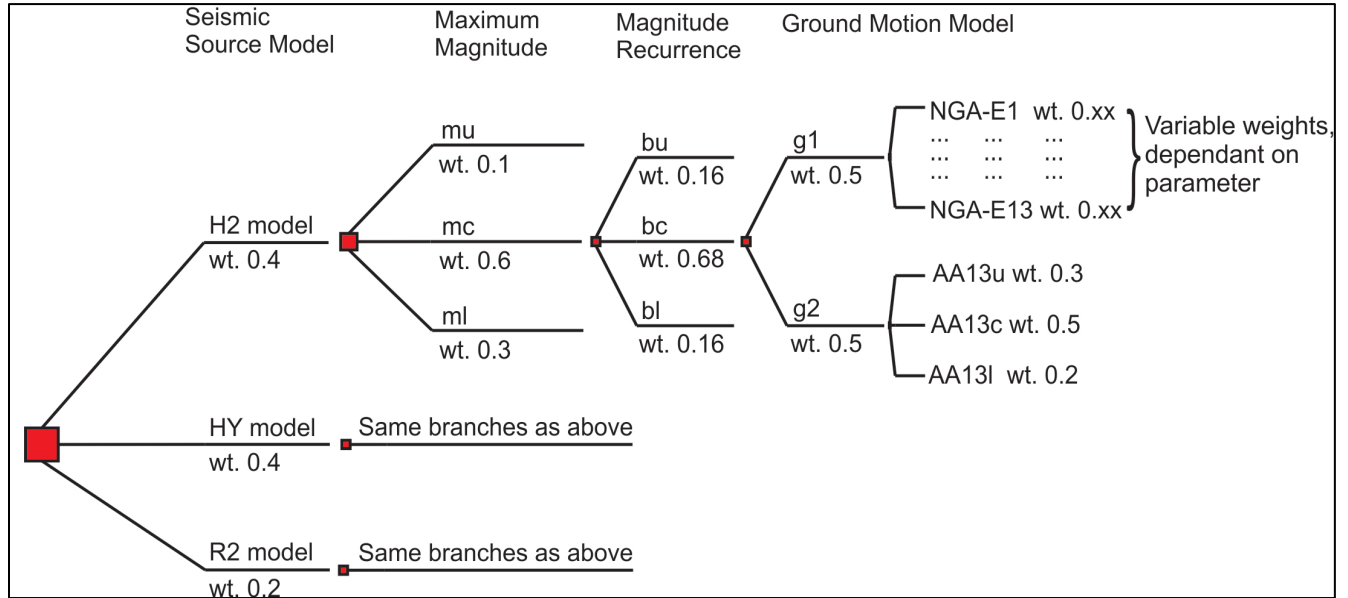 Seismic
Source Model
Maximum
Magnitude
Magnitude
Recurrence
Ground Motion Model
H2 model
wt. 0.4
mu
wt. 0.1
mc
wt. 0.6
ml
wt. 0.3
bu
wt. 0.16
bc
wt. 0.68
bl
wt. 0.16
g1
wt. 0.5
g2
wt. 0.5
NGA-E1 wt. 0.xx
... ... ...
... ... ...
... ... ...
NGA-E13 wt. 0.xx
Variable weights,
dependant on
parameter
AA13u wt. 0.3
AA13c wt. 0.5
AA13l wt. 0.2
HY model
wt. 0.4
Same branches as above
R2 model
wt. 0.2
Same branches as above